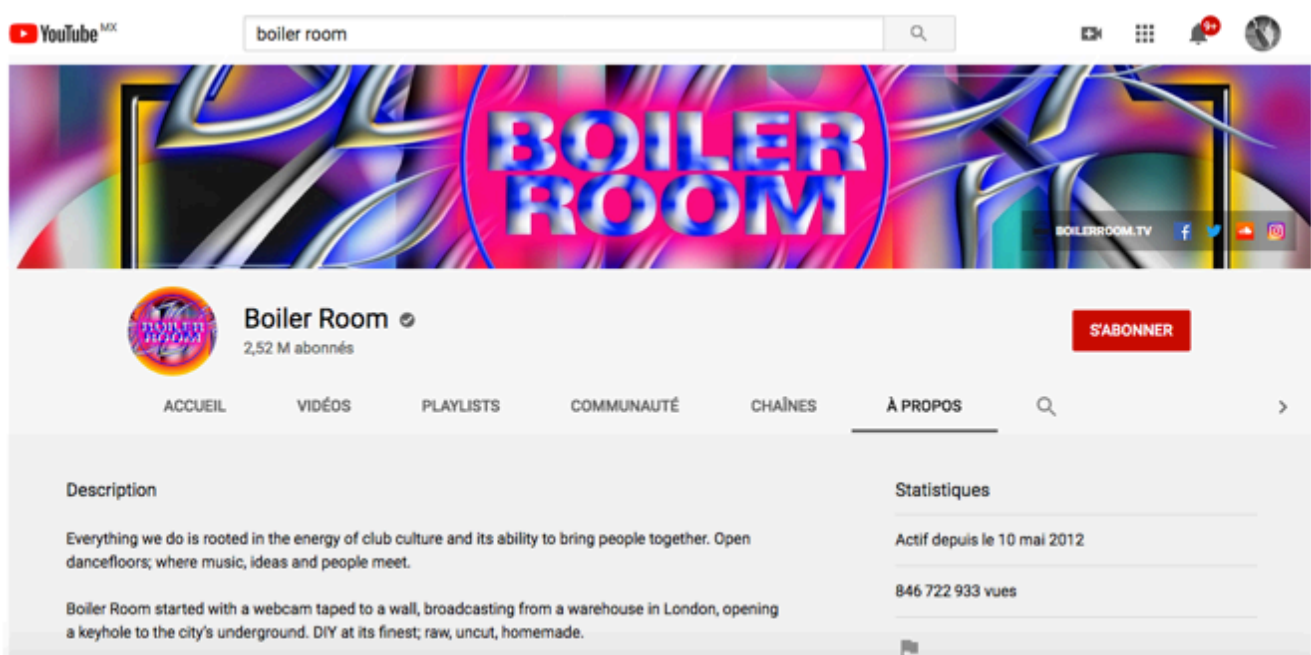 YouTube MX
boiler room
9+
BOILER
ROOM
BOILERROOM.TV
BOILER
ROOM
Boiler Room
2,52 M abonnés
S'ABONNER
ACCUEIL VIDÉOS PLAYLISTS COMMUNAUTÉ CHAÎNES À PROPOS
Description
Statistiques
Everything we do is rooted in the energy of club culture and its ability to bring people together. Open
dancefloors; where music, ideas and people meet.
Actif depuis le 10 mai 2012
846 722 933 vues
Boiler Room started with a webcam taped to a wall, broadcasting from a warehouse in London, opening
a keyhole to the city's underground. DIY at its finest; raw, uncut, homemade.